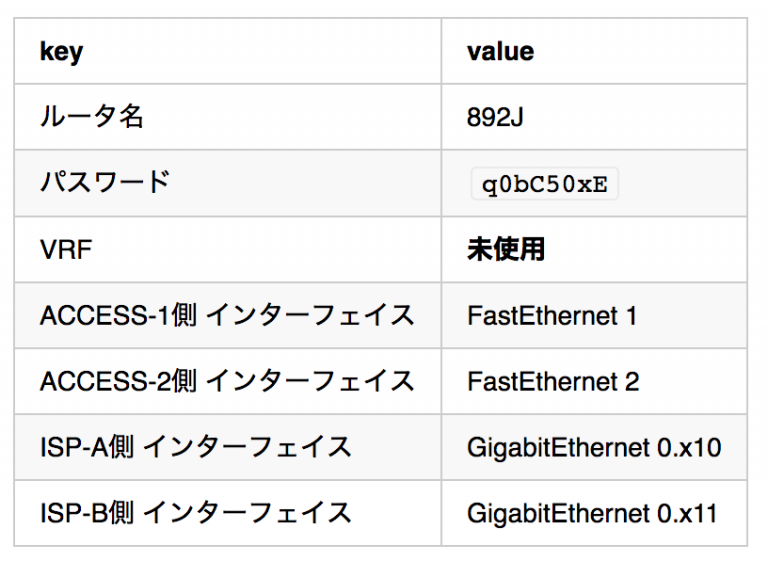 key value
ルータ名 892J
パスワード q0bC50xE
VRF 未使用
ACCESS-1側 インターフェイス FastEthernet 1
ACCESS-2側 インターフェイス FastEthernet 2
ISP-A側 インターフェイス GigabitEthernet 0.x10
ISP-B側 インターフェイス GigabitEthernet 0.x11